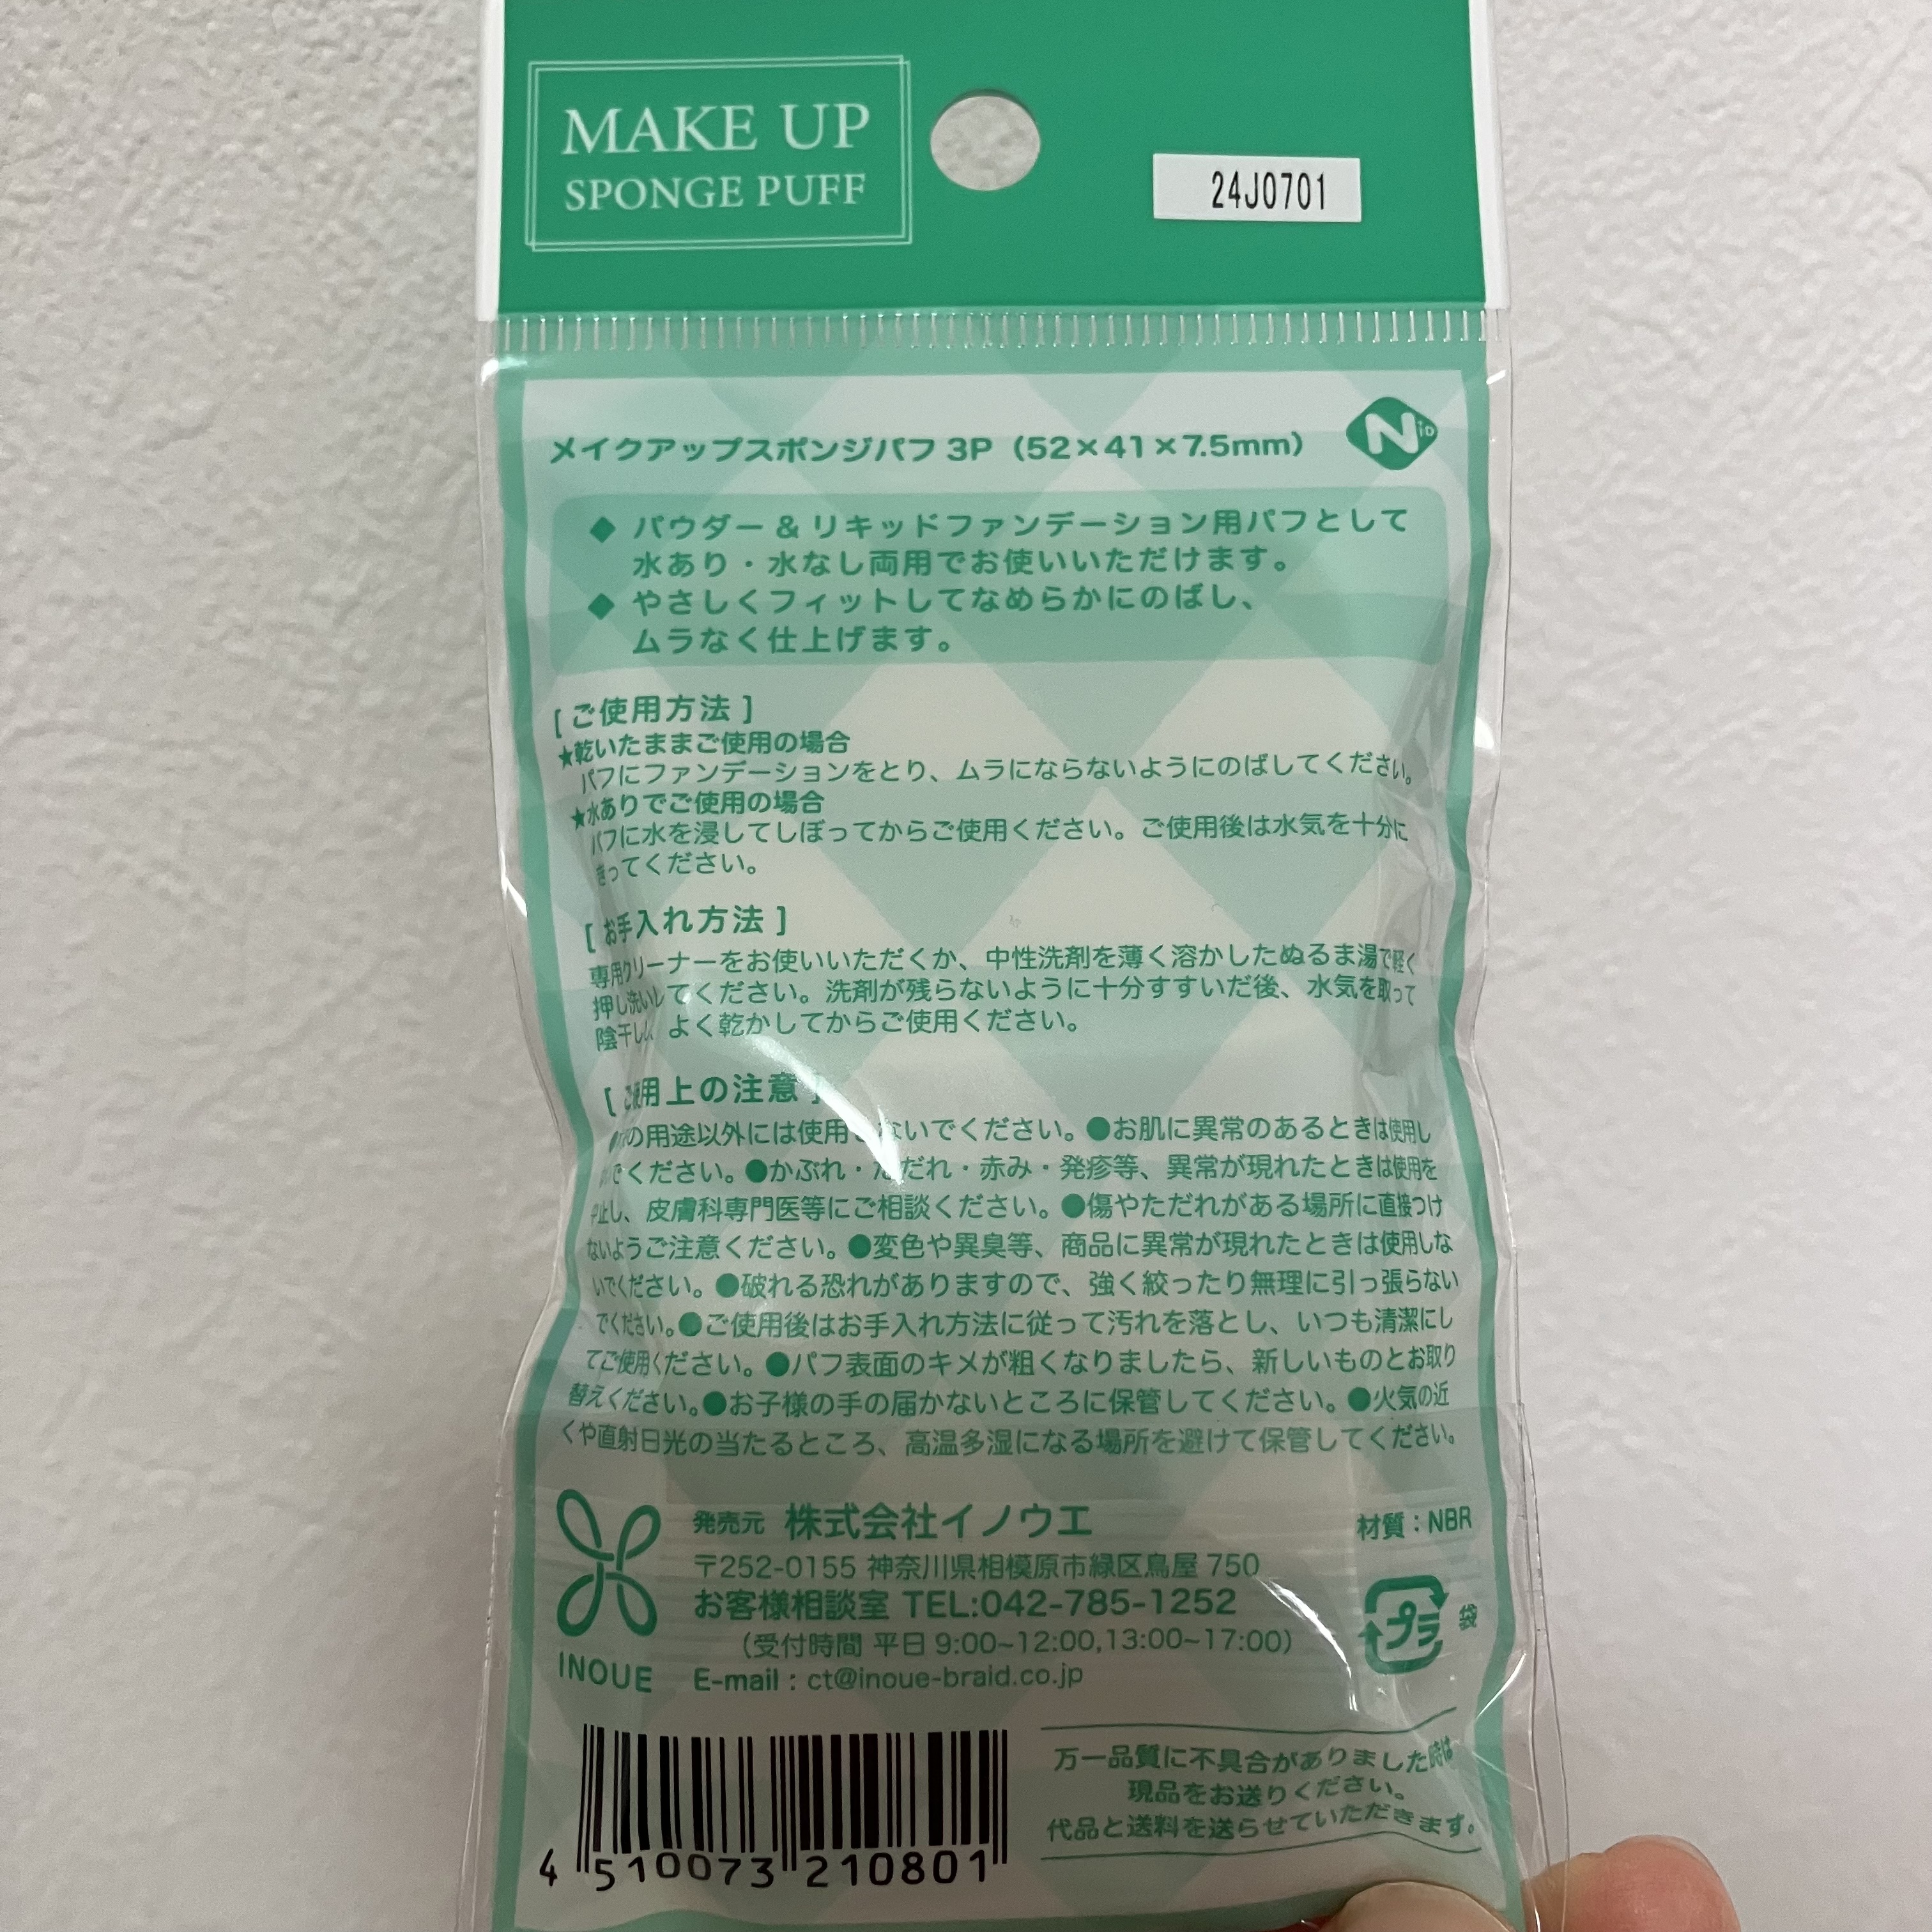 MAKE UP
SPONGE PUFF
24J0701
メイクアップスポンジパフ 3P（52×41×7.5mm）
N io
◆ パウダー & リキッドファンデーション用パフとして
水あり・水なし両用でお使いいただけます。
◆ やさしくフィットしてなめらかにのばし、
ムラなく仕上げます。
[ ご使用方法 ]
★乾いたままご使用の場合
パフにファンデーションをとり、ムラにならないようにのばしてください。
★水ありでご使用の場合
パフに水を浸してしぼってからご使用ください。ご使用後は水気を十分に
きってください。
[ お手入れ方法 ]
専用クリーナーをお使いいただくか、中性洗剤を薄く溶かしたぬるま湯で軽く
押し洗いしてください。洗剤が残らないように十分すすいだ後、水気を取って
陰干しし、よく乾かしてからご使用ください。
[ ご使用上の注意 ]
の用途以外には使用しないでください。●お肌に異常のあるときは使用し
でください。●かぶれ・ただれ・赤み・発疹等、異常が現れたときは使用を
中止し、皮膚科専門医等にご相談ください。●傷やただれがある場所に直接つけ
ないようご注意ください。●変色や異臭等、商品に異常が現れたときは使用しな
いでください。●破れる恐れがありますので、強く絞ったり無理に引っ張らない
でください。●ご使用後はお手入れ方法に従って汚れを落とし、いつも清潔にし
てご使用ください。●パフ表面のキメが粗くなりましたら、新しいものとお取り
替えください。●お子様の手の届かないところに保管してください。●火気の近
くや直射日光の当たるところ、高温多湿になる場所を避けて保管してください。
発売元 株式会社イノウエ
〒252-0155 神奈川県相模原市緑区鳥屋 750
お客様相談室 TEL:042-785-1252
（受付時間 平日 9:00~12:00,13:00~17:00）
E-mail : ct@inoue-braid.co.jp
INOUE
材質：NBR
プラ 袋
4 510073 210801
万一品質に不具合がありました時は
現品をお送りください。
代品と送料を送らせていただきます。